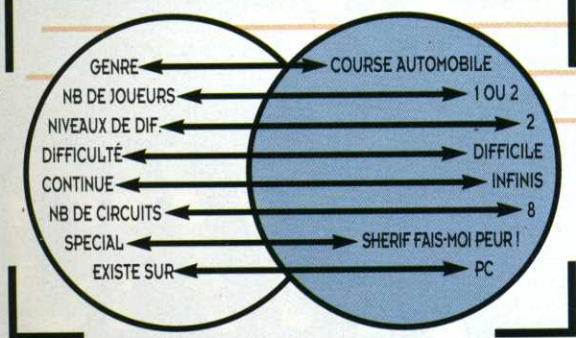 GENRE COURSE AUTOMOBILE
NB DE JOUEURS 1 OU 2
NIVEAUX DE DIF. 2
DIFFICULTÉ DIFFICILE
CONTINUE INFINIS
NB DE CIRCUITS 8
SPECIAL SHERIF FAIS-MOI PEUR !
EXISTE SUR PC